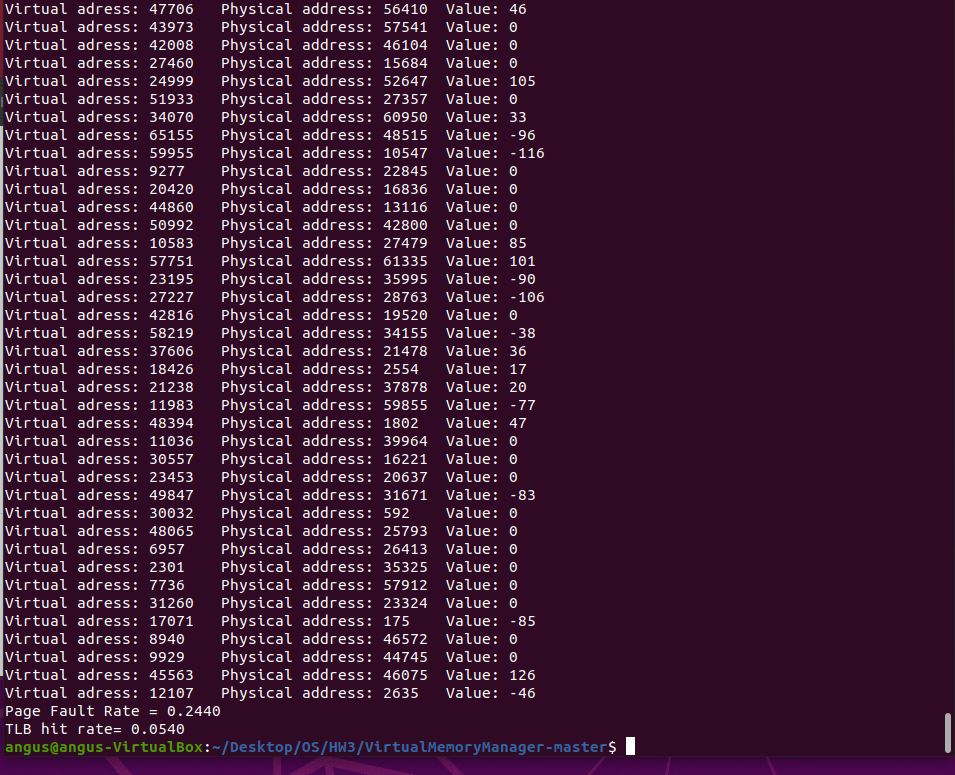 Virtual adress: 47706   Physical address: 56410  Value: 46
Virtual adress: 43973   Physical address: 57541  Value: 0
Virtual adress: 42008   Physical address: 46104  Value: 0
Virtual adress: 27460   Physical address: 15684  Value: 0
Virtual adress: 24999   Physical address: 52647  Value: 105
Virtual adress: 51933   Physical address: 27357  Value: 0
Virtual adress: 34070   Physical address: 60950  Value: 33
Virtual adress: 65155   Physical address: 48515  Value: -96
Virtual adress: 59955   Physical address: 10547  Value: -116
Virtual adress: 9277    Physical address: 22845  Value: 0
Virtual adress: 20420   Physical address: 16836  Value: 0
Virtual adress: 44860   Physical address: 13116  Value: 0
Virtual adress: 50992   Physical address: 42800  Value: 0
Virtual adress: 10583   Physical address: 27479  Value: 85
Virtual adress: 57751   Physical address: 61335  Value: 101
Virtual adress: 23195   Physical address: 35995  Value: -90
Virtual adress: 27227   Physical address: 28763  Value: -106
Virtual adress: 42816   Physical address: 19520  Value: 0
Virtual adress: 58219   Physical address: 34155  Value: -38
Virtual adress: 37606   Physical address: 21478  Value: 36
Virtual adress: 18426   Physical address: 2554   Value: 17
Virtual adress: 21238   Physical address: 37878  Value: 20
Virtual adress: 11983   Physical address: 59855  Value: -77
Virtual adress: 48394   Physical address: 1802   Value: 47
Virtual adress: 11036   Physical address: 39964  Value: 0
Virtual adress: 30557   Physical address: 16221  Value: 0
Virtual adress: 23453   Physical address: 20637  Value: 0
Virtual adress: 49847   Physical address: 31671  Value: -83
Virtual adress: 30032   Physical address: 592    Value: 0
Virtual adress: 48065   Physical address: 25793  Value: 0
Virtual adress: 6957    Physical address: 26413  Value: 0
Virtual adress: 2301    Physical address: 35325  Value: 0
Virtual adress: 7736    Physical address: 57912  Value: 0
Virtual adress: 31260   Physical address: 23324  Value: 0
Virtual adress: 17071   Physical address: 175    Value: -85
Virtual adress: 8940    Physical address: 46572  Value: 0
Virtual adress: 9929    Physical address: 44745  Value: 0
Virtual adress: 45563   Physical address: 46075  Value: 126
Virtual adress: 12107   Physical address: 2635   Value: -46
Page Fault Rate = 0.2440
TLB hit rate= 0.0540
angus@angus-VirtualBox:~/Desktop/OS/HW3/VirtualMemoryManager-master$